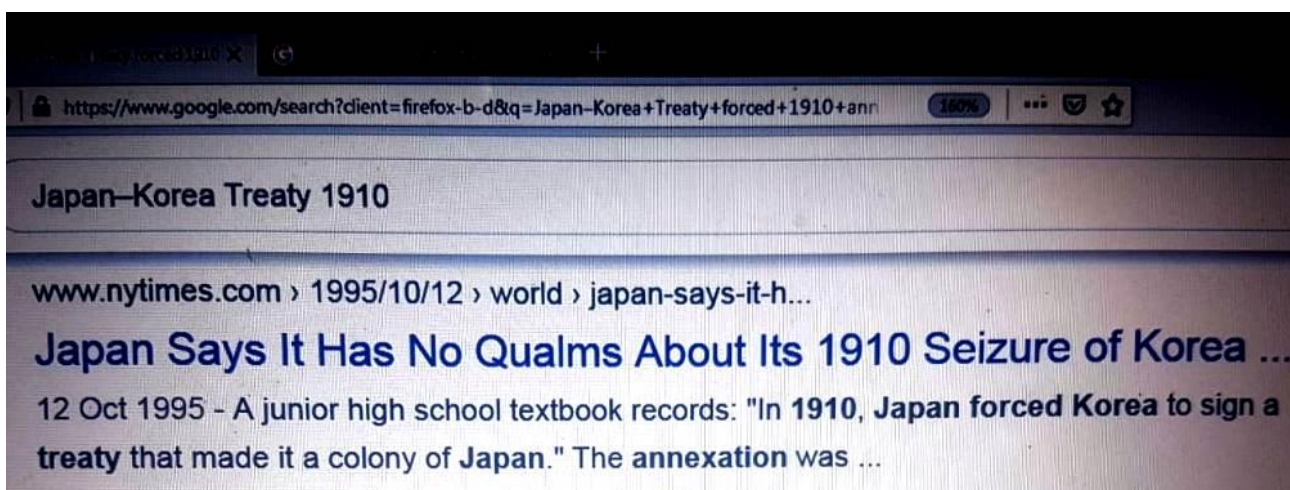 forced 1910
https://www.google.com/search?client=firefox-b-d&q=Japan–Korea+Treaty+forced+1910+ann 160%
Japan–Korea Treaty 1910
www.nytimes.com › 1995/10/12 › world › japan-says-it-h...
Japan Says It Has No Qualms About Its 1910 Seizure of Korea ...
12 Oct 1995 - A junior high school textbook records: "In 1910, Japan forced Korea to sign a
treaty that made it a colony of Japan." The annexation was ...